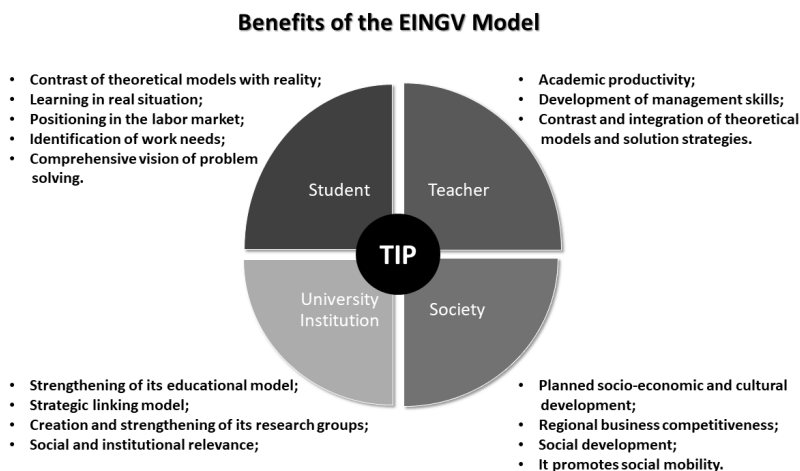 Benefits of the EINGV Model
• Contrast of theoretical models with reality;
• Learning in real situation;
• Positioning in the labor market;
• Identification of work needs;
• Comprehensive vision of problem
solving.
• Academic productivity;
• Development of management skills;
• Contrast and integration of theoretical
models and solution strategies.
Student
Teacher
TIP
University
Institution
Society
• Strengthening of its educational model;
• Strategic linking model;
• Creation and strengthening of its research groups;
• Social and institutional relevance;
• Planned socio-economic and cultural
development;
• Regional business competitiveness;
• Social development;
• It promotes social mobility.